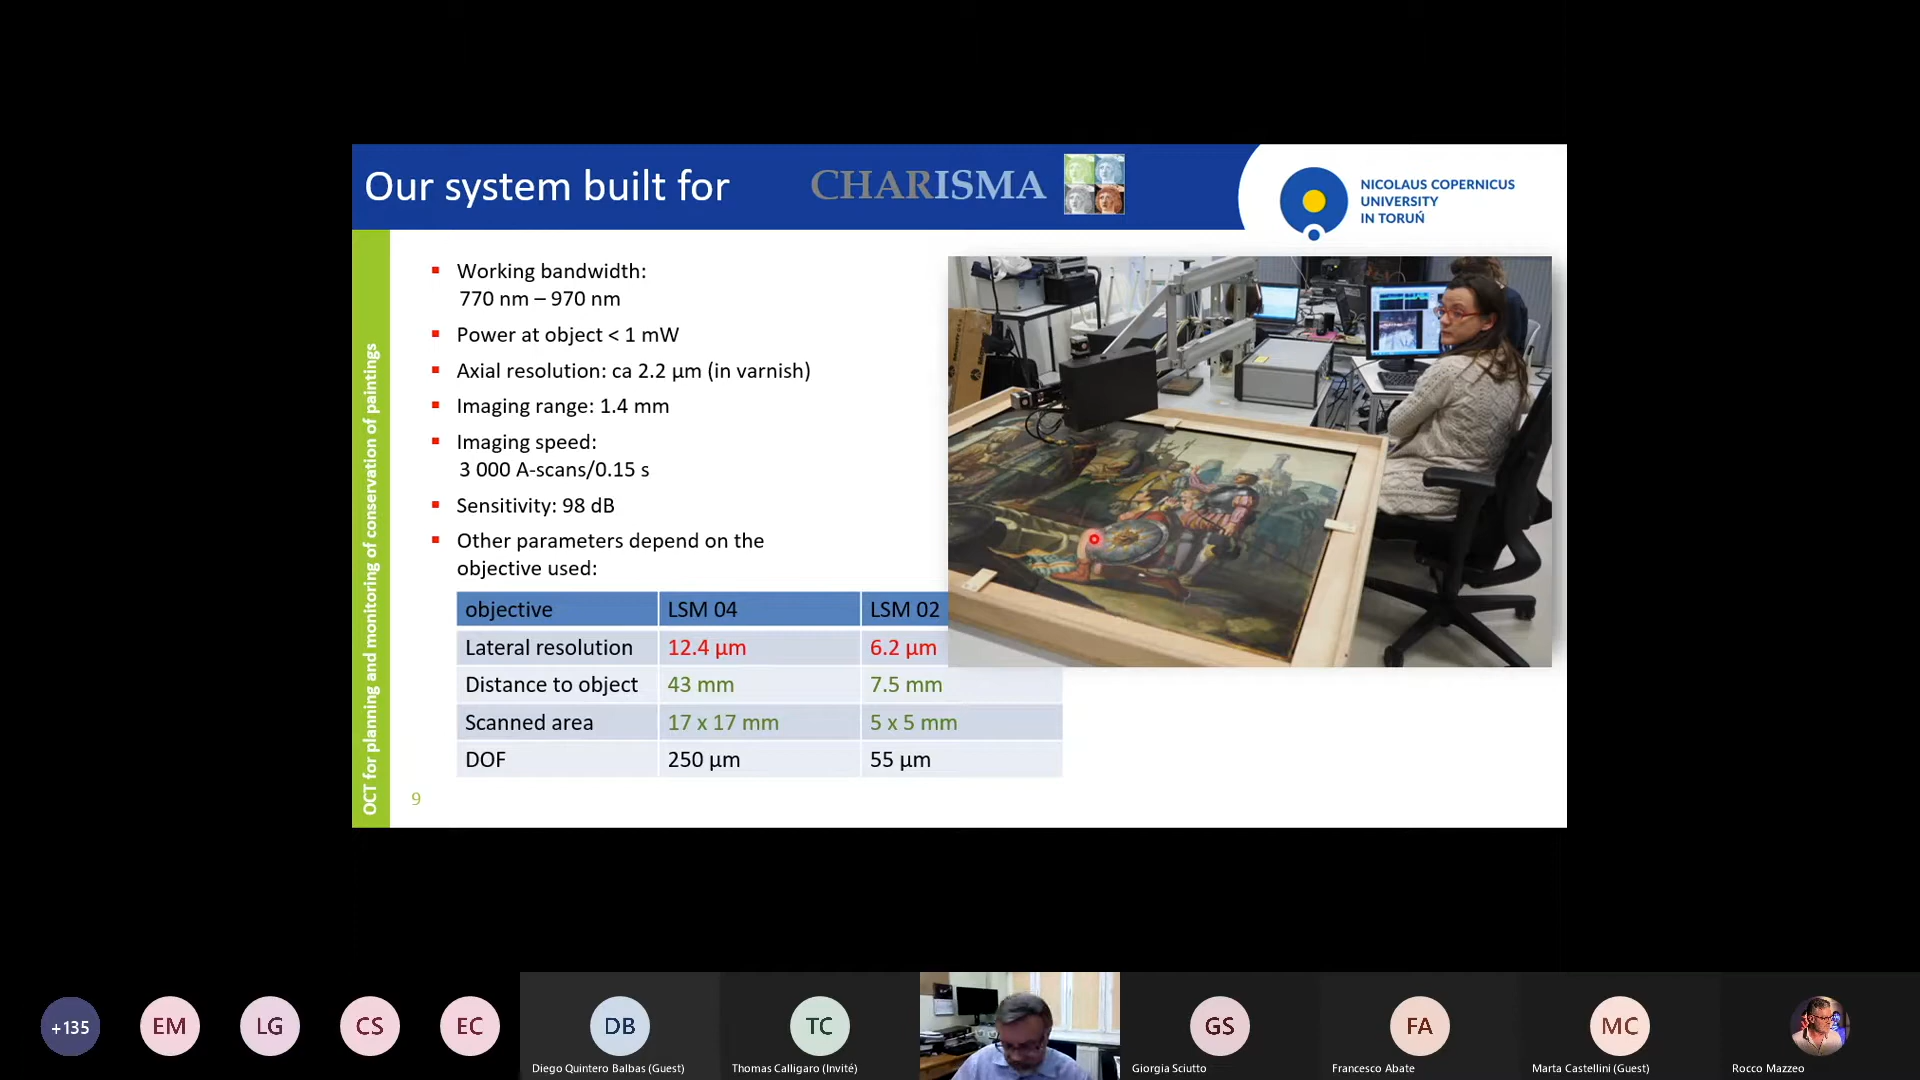 Our system built for
CHARISMA
NICOLAUS COPERNICUS
UNIVERSITY
IN TORUŃ
OCT for planning and monitoring of conservation of paintings
▪ Working bandwidth:
770 nm – 970 nm
▪ Power at object < 1 mW
▪ Axial resolution: ca 2.2 μm (in varnish)
▪ Imaging range: 1.4 mm
▪ Imaging speed:
3 000 A-scans/0.15 s
▪ Sensitivity: 98 dB
▪ Other parameters depend on the
objective used:
objective LSM 04 LSM 02
Lateral resolution 12.4 μm 6.2 μm
Distance to object 43 mm 7.5 mm
Scanned area 17 x 17 mm 5 x 5 mm
DOF 250 μm 55 μm
9
+135 EM LG CS EC DB TC GS FA MC
Diego Quintero Balbas (Guest) Thomas Calligaro (Invité) Giorgia Sciutto Francesco Abate Marta Castellini (Guest) Rocco Mazzeo